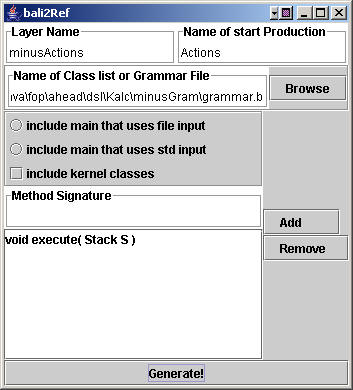 bali2Ref
Layer Name
Name of start Production
minusActions
Actions
Name of Class list or Grammar File
va\fop\ahead\dsl\Kalc\minusGram\grammar.b
Browse
include main that uses file input
include main that uses std input
include kernel classes
Method Signature
Add
void execute( Stack S )
Remove
Generate!